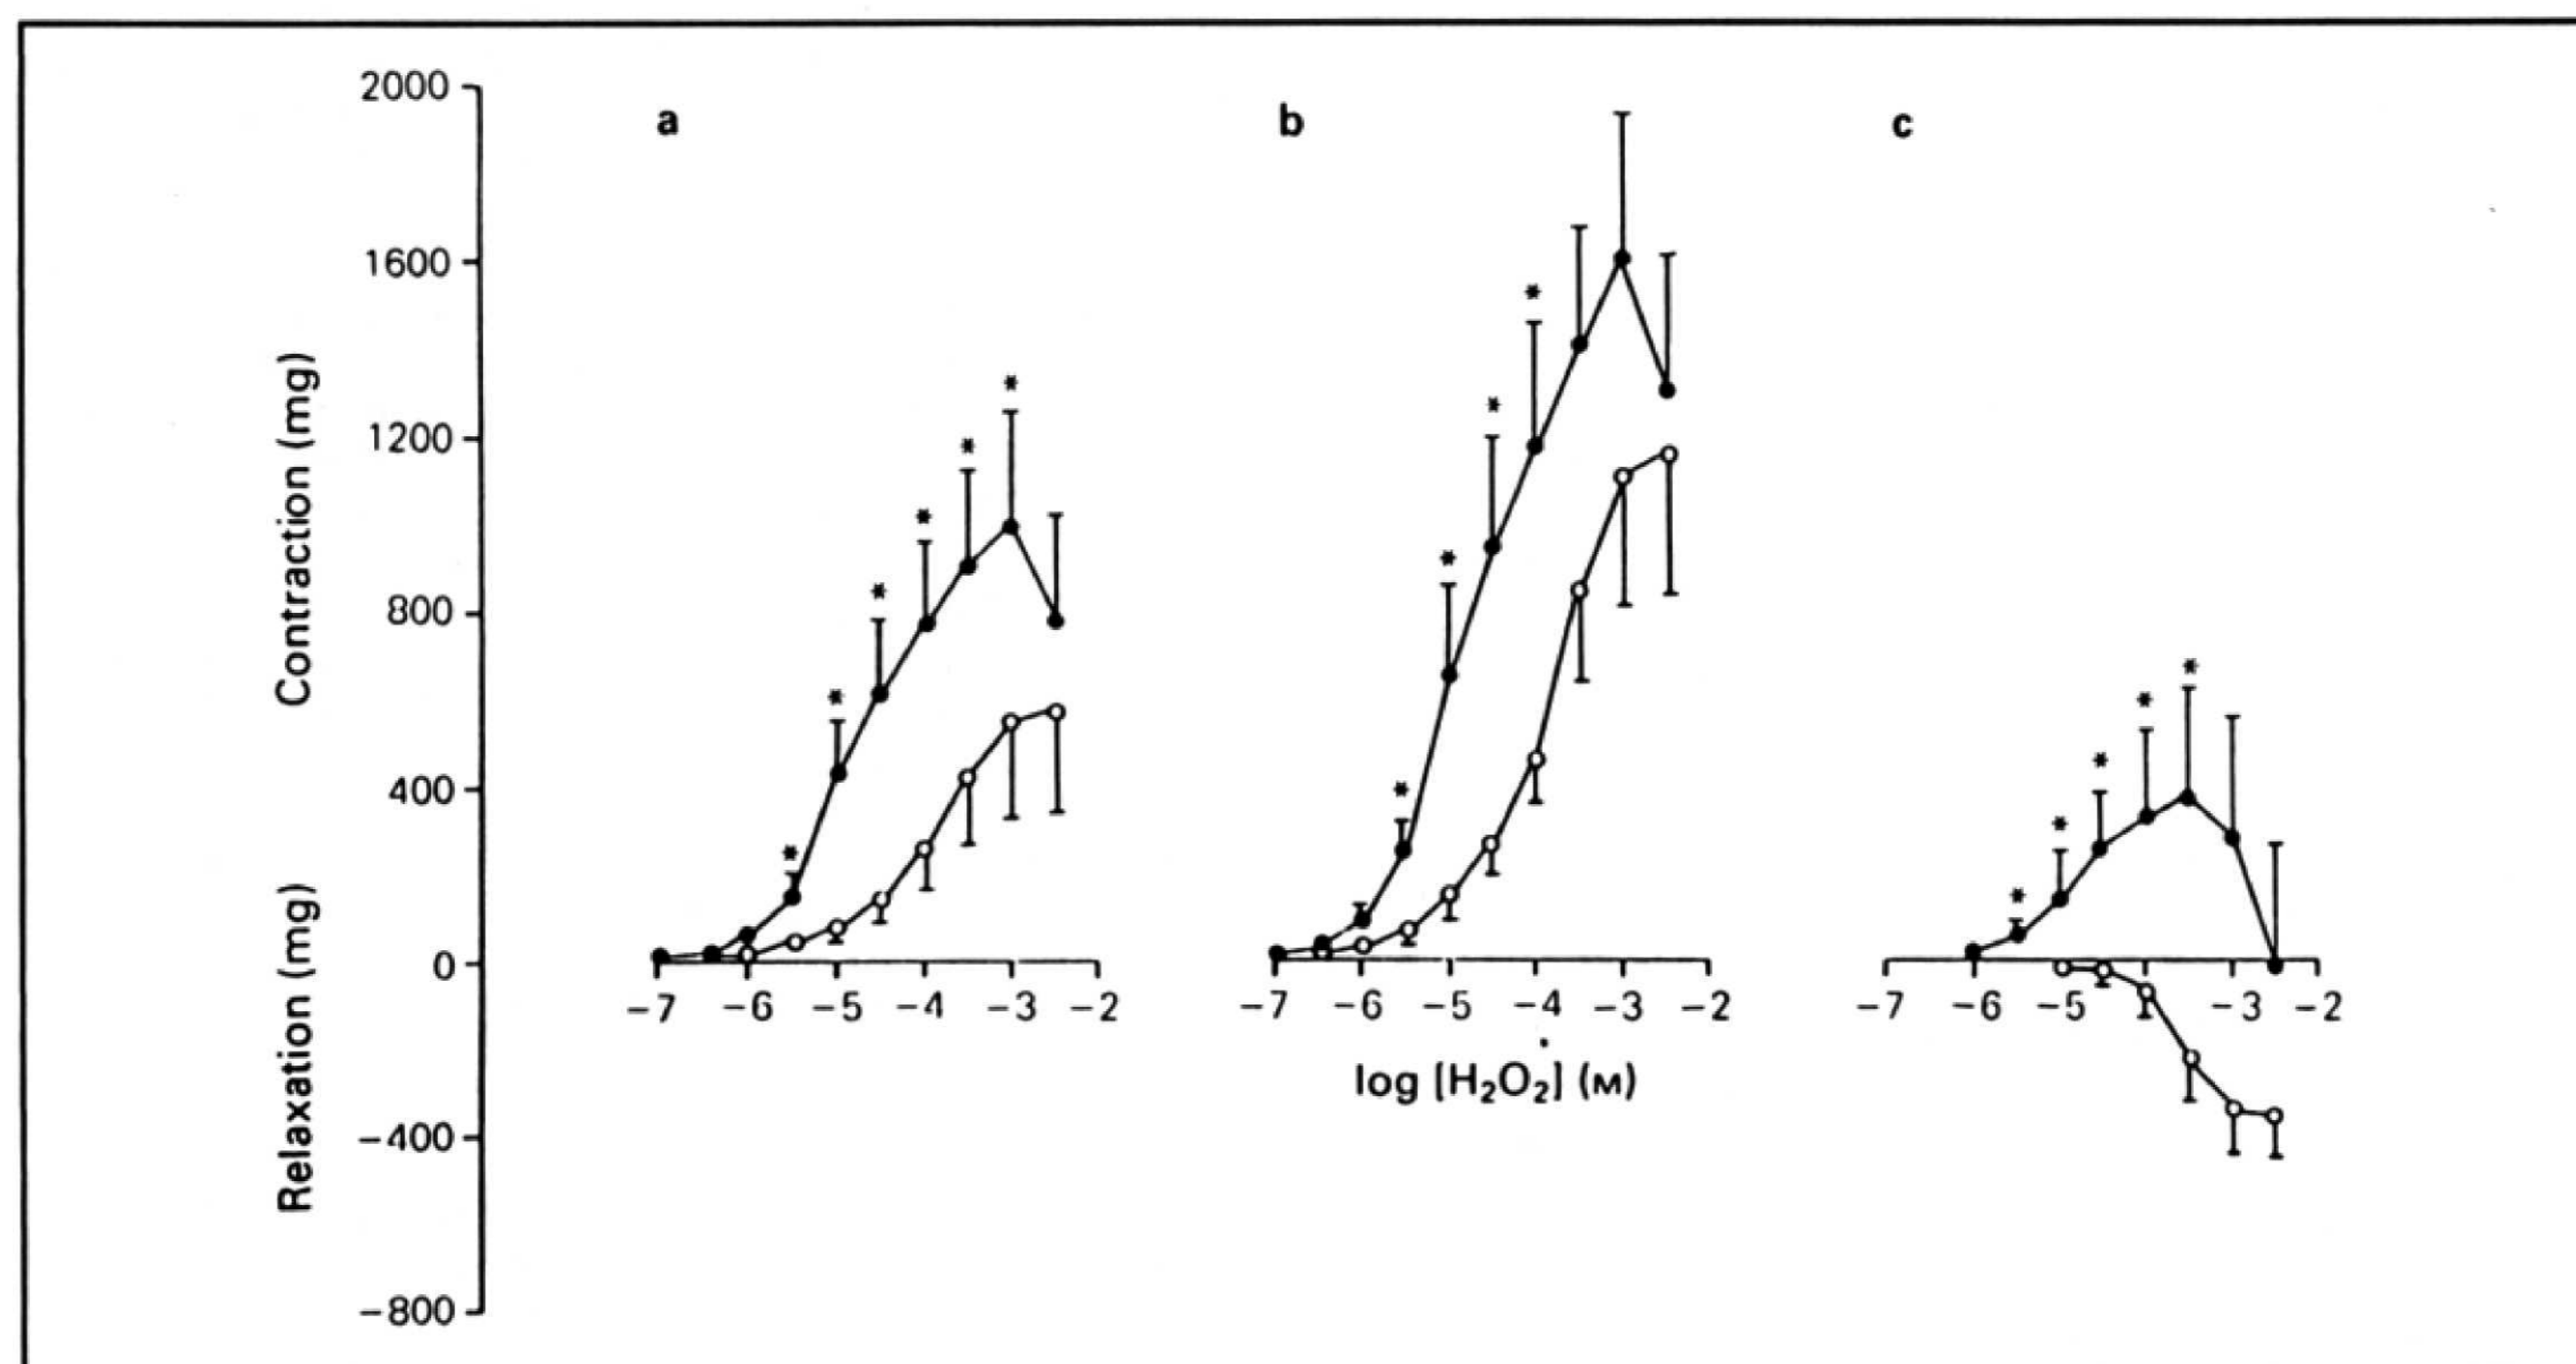 a
b
c
2000
1600
1200
800
400
0
−400
−800
Contraction (mg)
Relaxation (mg)
−7 −6 −5 −4 −3 −2
−7 −6 −5 −4 −3 −2
−7 −6 −5 −3 −2
log [H₂O₂] (M)
* * * * * *
* * * *
* * * * *